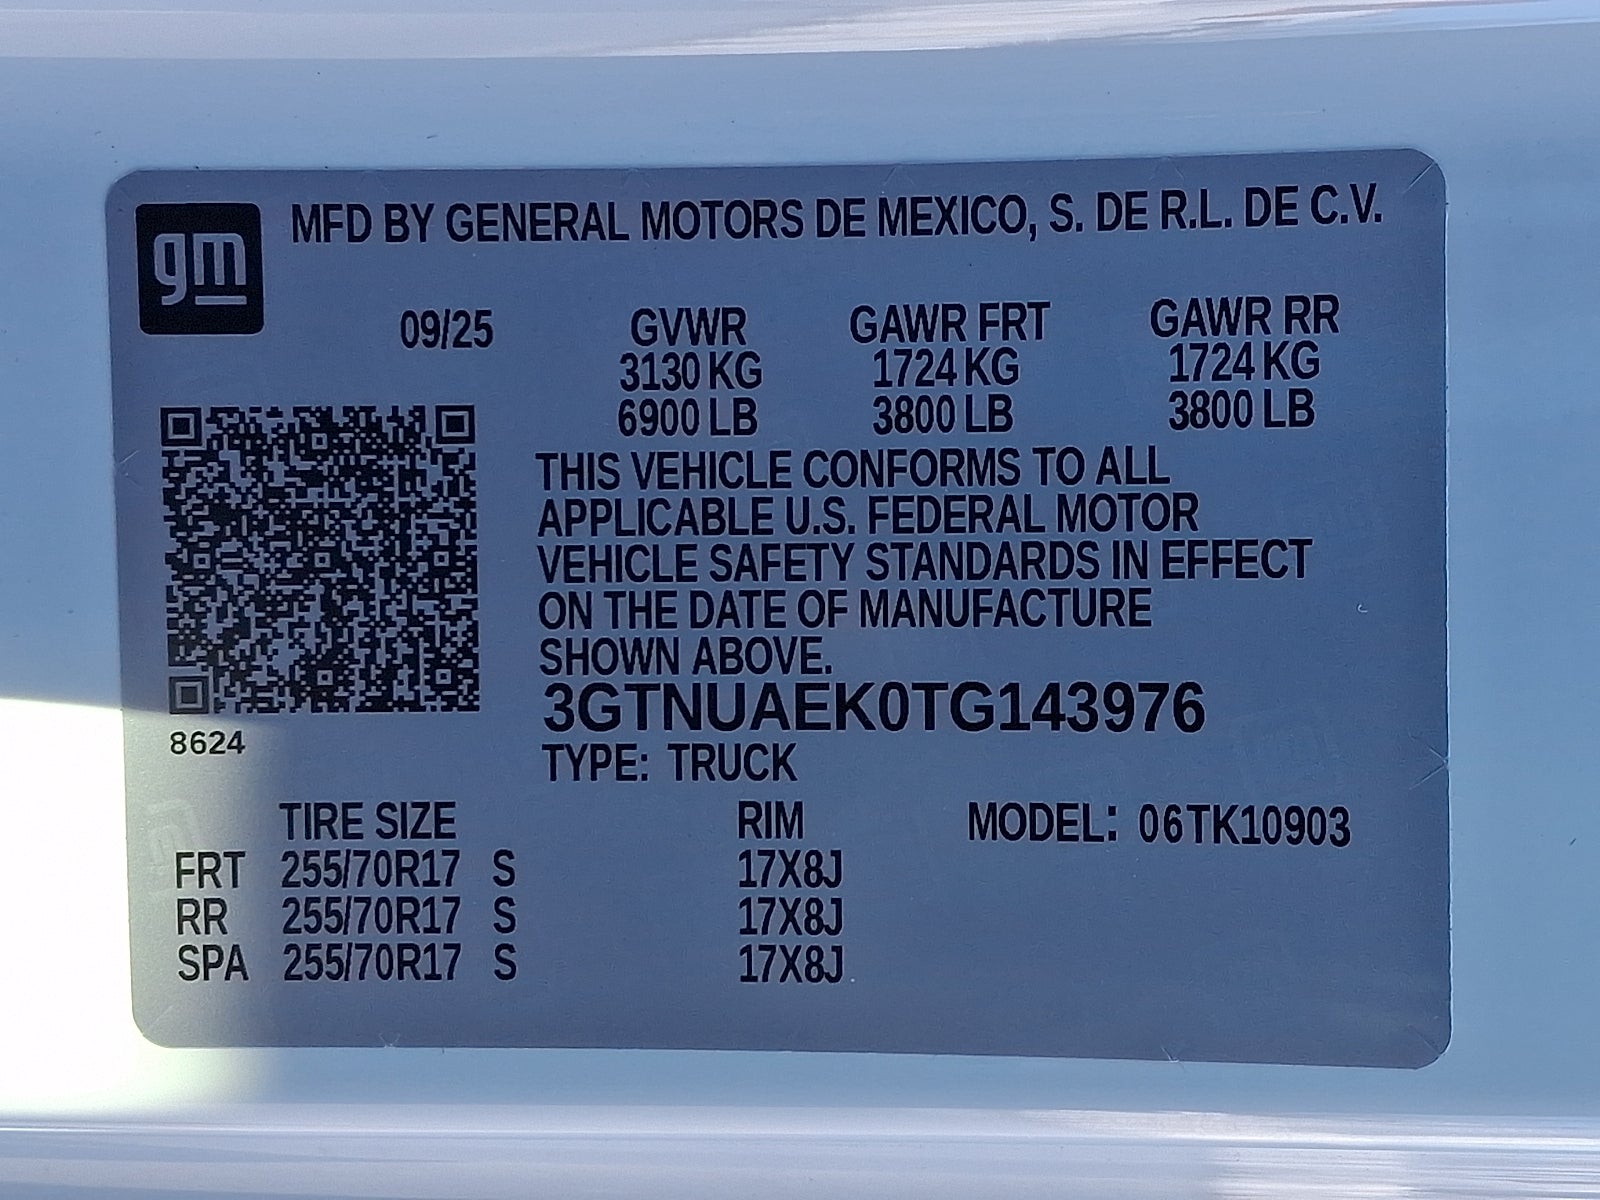 gm
MFD BY GENERAL MOTORS DE MEXICO, S. DE R.L. DE C.V.
09/25 GVWR GAWR FRT GAWR RR
3130 KG 1724 KG 1724 KG
6900 LB 3800 LB 3800 LB
THIS VEHICLE CONFORMS TO ALL
APPLICABLE U.S. FEDERAL MOTOR
VEHICLE SAFETY STANDARDS IN EFFECT
ON THE DATE OF MANUFACTURE
SHOWN ABOVE.
3GTNUAEK0TG143976
8624
TYPE: TRUCK
TIRE SIZE RIM MODEL: 06TK10903
FRT 255/70R17 S 17X8J
RR 255/70R17 S 17X8J
SPA 255/70R17 S 17X8J